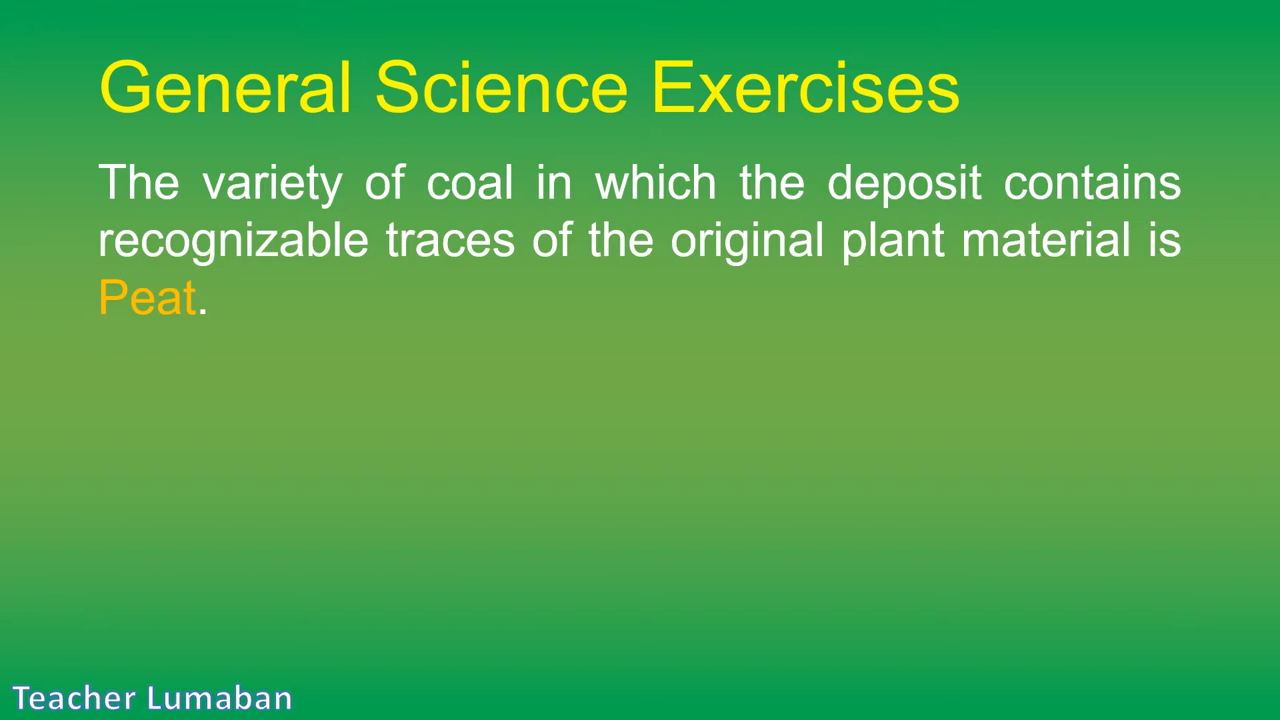 General Science Exercises
The variety of coal in which the deposit contains
recognizable traces of the original plant material is
Peat.
Teacher Lumaban